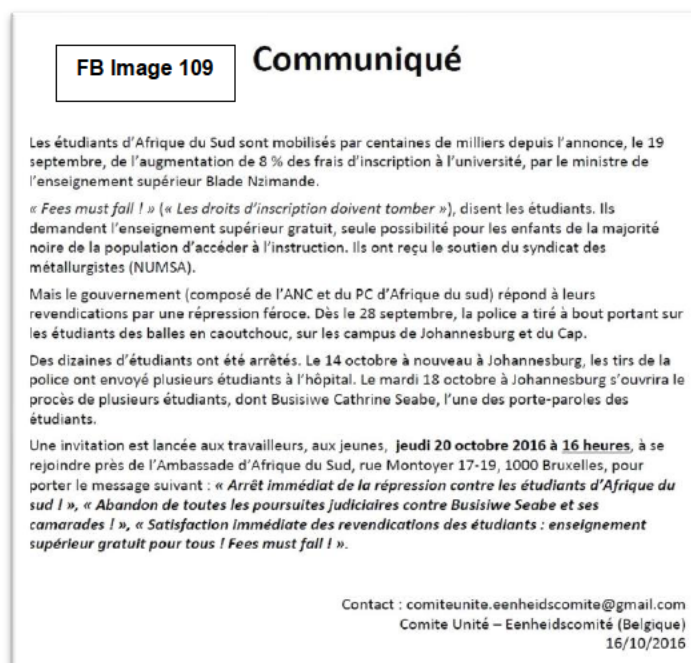 FB Image 109
Communiqué
Les étudiants d'Afrique du Sud sont mobilisés par centaines de milliers depuis l'annonce, le 19
septembre, de l'augmentation de 8 % des frais d'inscription à l'université, par le ministre de
l'enseignement supérieur Blade Nzimande.
« Fees must fall ! » (« Les droits d'inscription doivent tomber »), disent les étudiants. Ils
demandent l'enseignement supérieur gratuit, seule possibilité pour les enfants de la majorité
noire de la population d'accéder à l'instruction. Ils ont reçu le soutien du syndicat des
métallurgistes (NUMSA).
Mais le gouvernement (composé de l'ANC et du PC d'Afrique du sud) répond à leurs
revendications par une répression féroce. Dès le 28 septembre, la police a tiré à bout portant sur
les étudiants des balles en caoutchouc, sur les campus de Johannesburg et du Cap.
Des dizaines d'étudiants ont été arrêtés. Le 14 octobre à nouveau à Johannesburg, les tirs de la
police ont envoyé plusieurs étudiants à l'hôpital. Le mardi 18 octobre à Johannesburg s'ouvrira le
procès de plusieurs étudiants, dont Busisiwe Cathrine Seabe, l'une des porte-paroles des
étudiants.
Une invitation est lancée aux travailleurs, aux jeunes, jeudi 20 octobre 2016 à 16 heures, à se
rejoindre près de l'Ambassade d'Afrique du Sud, rue Montoyer 17-19, 1000 Bruxelles, pour
porter le message suivant : « Arrêt immédiat de la répression contre les étudiants d'Afrique du
sud ! », « Abandon de toutes les poursuites judiciaires contre Busisiwe Seabe et ses
camarades ! », « Satisfaction immédiate des revendications des étudiants : enseignement
supérieur gratuit pour tous ! Fees must fall ! ».
Contact : comiteunite.eenheidscomite@gmail.com
Comite Unité – Eenheidscomité (Belgique)
16/10/2016